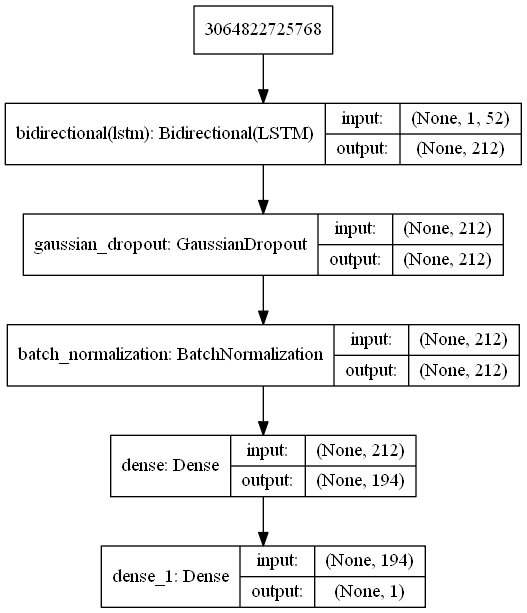 3064822725768
bidirectional(lstm): Bidirectional(LSTM)
input: (None, 1, 52)
output: (None, 212)
gaussian_dropout: GaussianDropout
input: (None, 212)
output: (None, 212)
batch_normalization: BatchNormalization
input: (None, 212)
output: (None, 212)
dense: Dense
input: (None, 212)
output: (None, 194)
dense_1: Dense
input: (None, 194)
output: (None, 1)